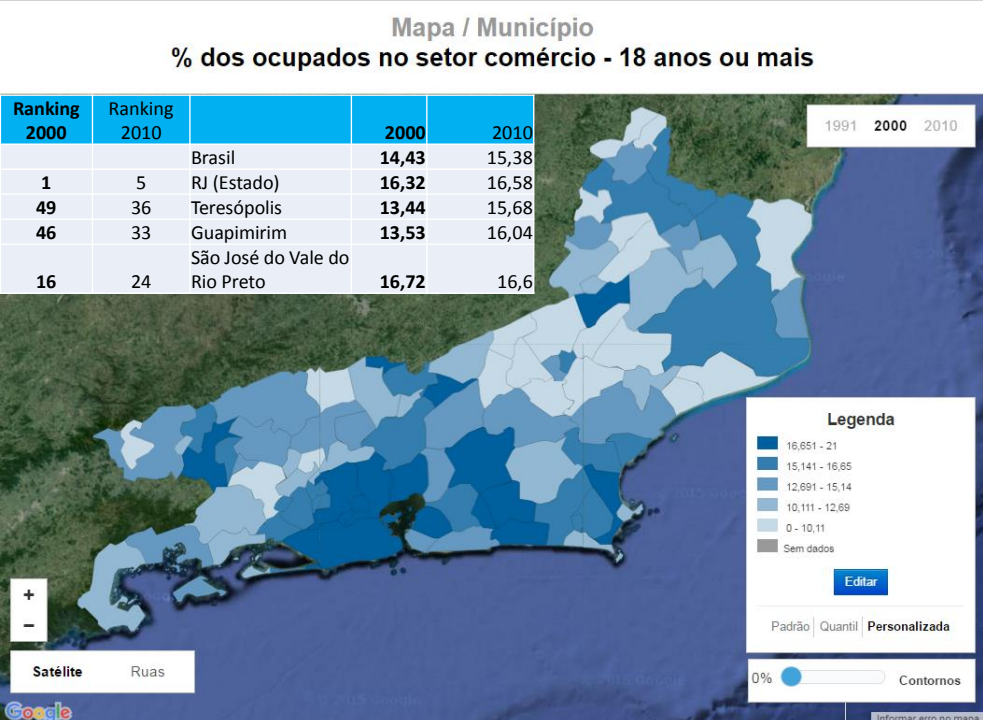 Mapa / Município
% dos ocupados no setor comércio - 18 anos ou mais
Ranking 2000 Ranking 2010 2000 2010
Brasil 14,43 15,38
1 5 RJ (Estado) 16,32 16,58
49 36 Teresópolis 13,44 15,68
46 33 Guapimirim 13,53 16,04
São José do Vale do
16 24 Rio Preto 16,72 16,6
1991 2000 2010
Legenda
16,651 - 21
15,141 - 16,65
12,691 - 15,14
10,111 - 12,69
0 - 10,11
Sem dados
Editar
Padrão Quantil Personalizada
+
−
Satélite Ruas
0% Contornos
Google
Informar erro no mapa